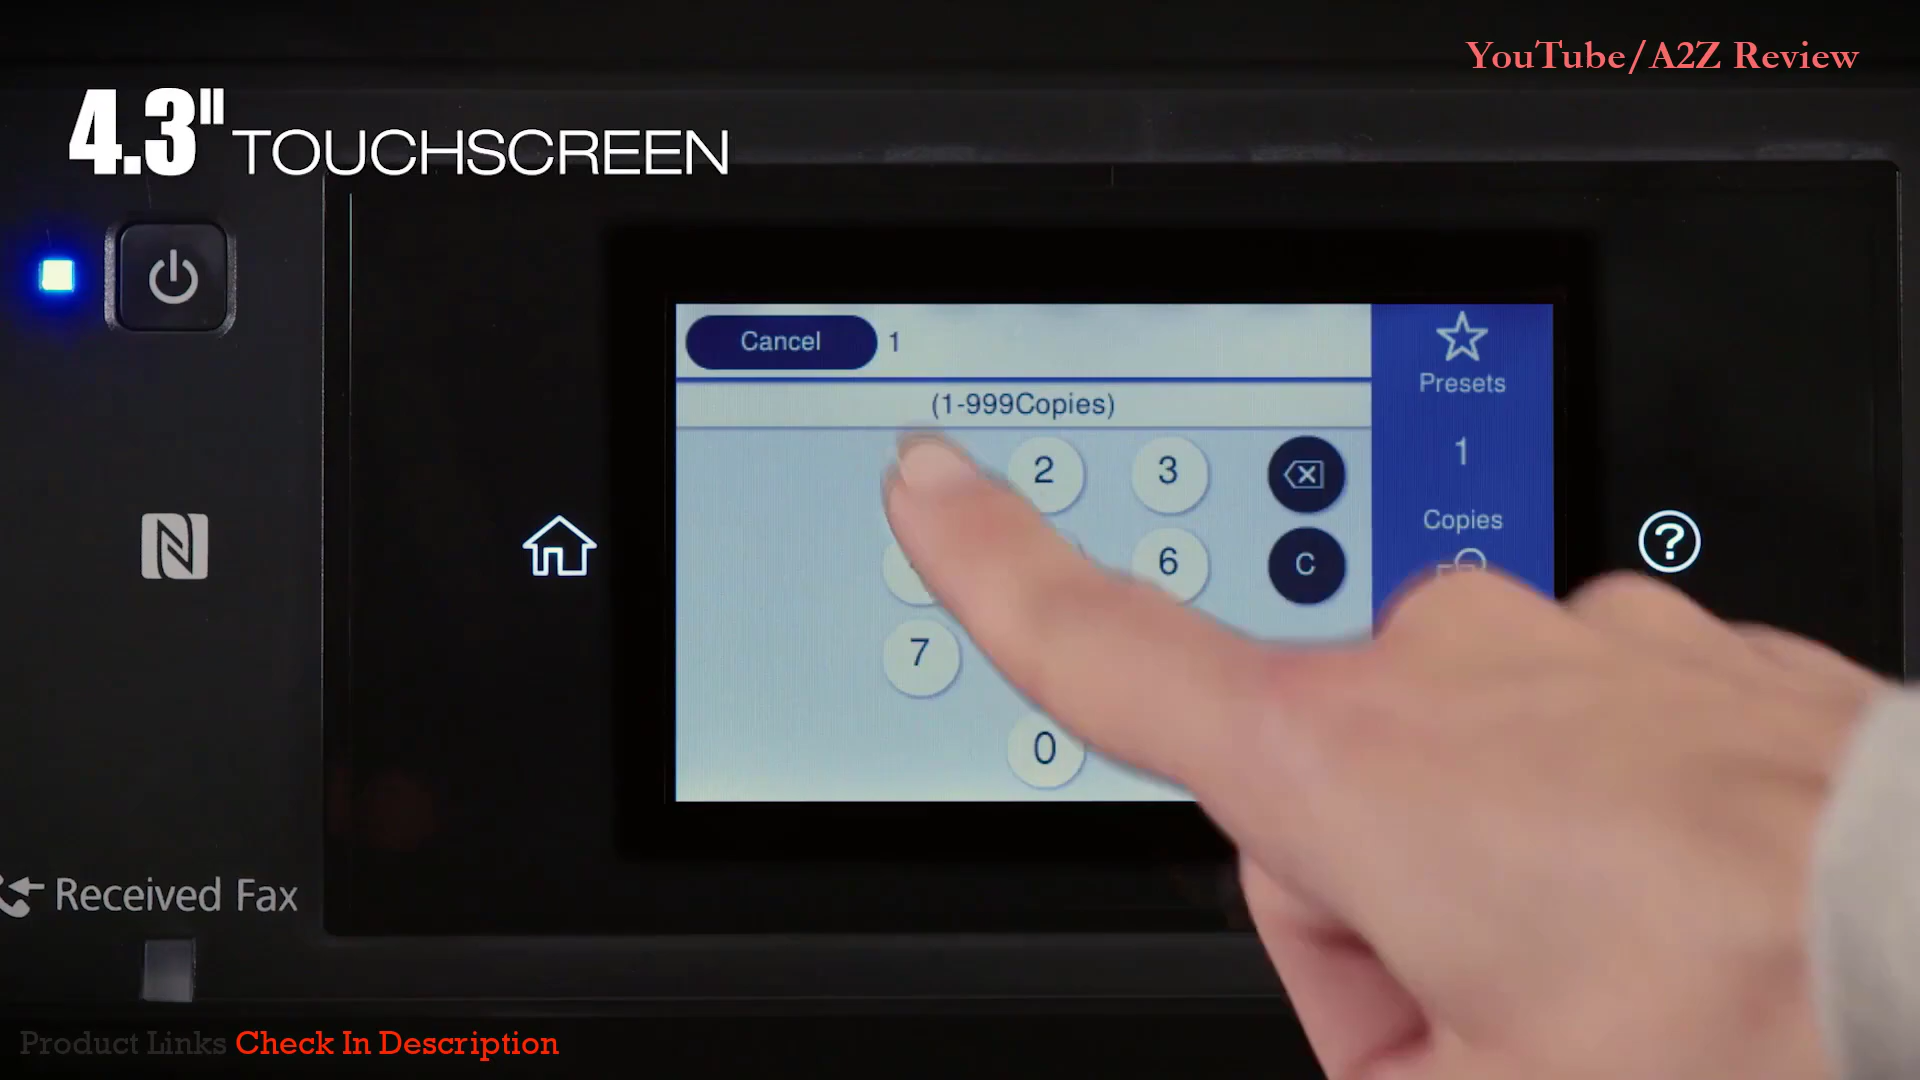 YouTube/A2Z Review
4.3" TOUCHSCREEN
Cancel 1
Presets
(1-999Copies)
1
2 3
Copies
6 C
7
0
Received Fax
Product Links Check In Description